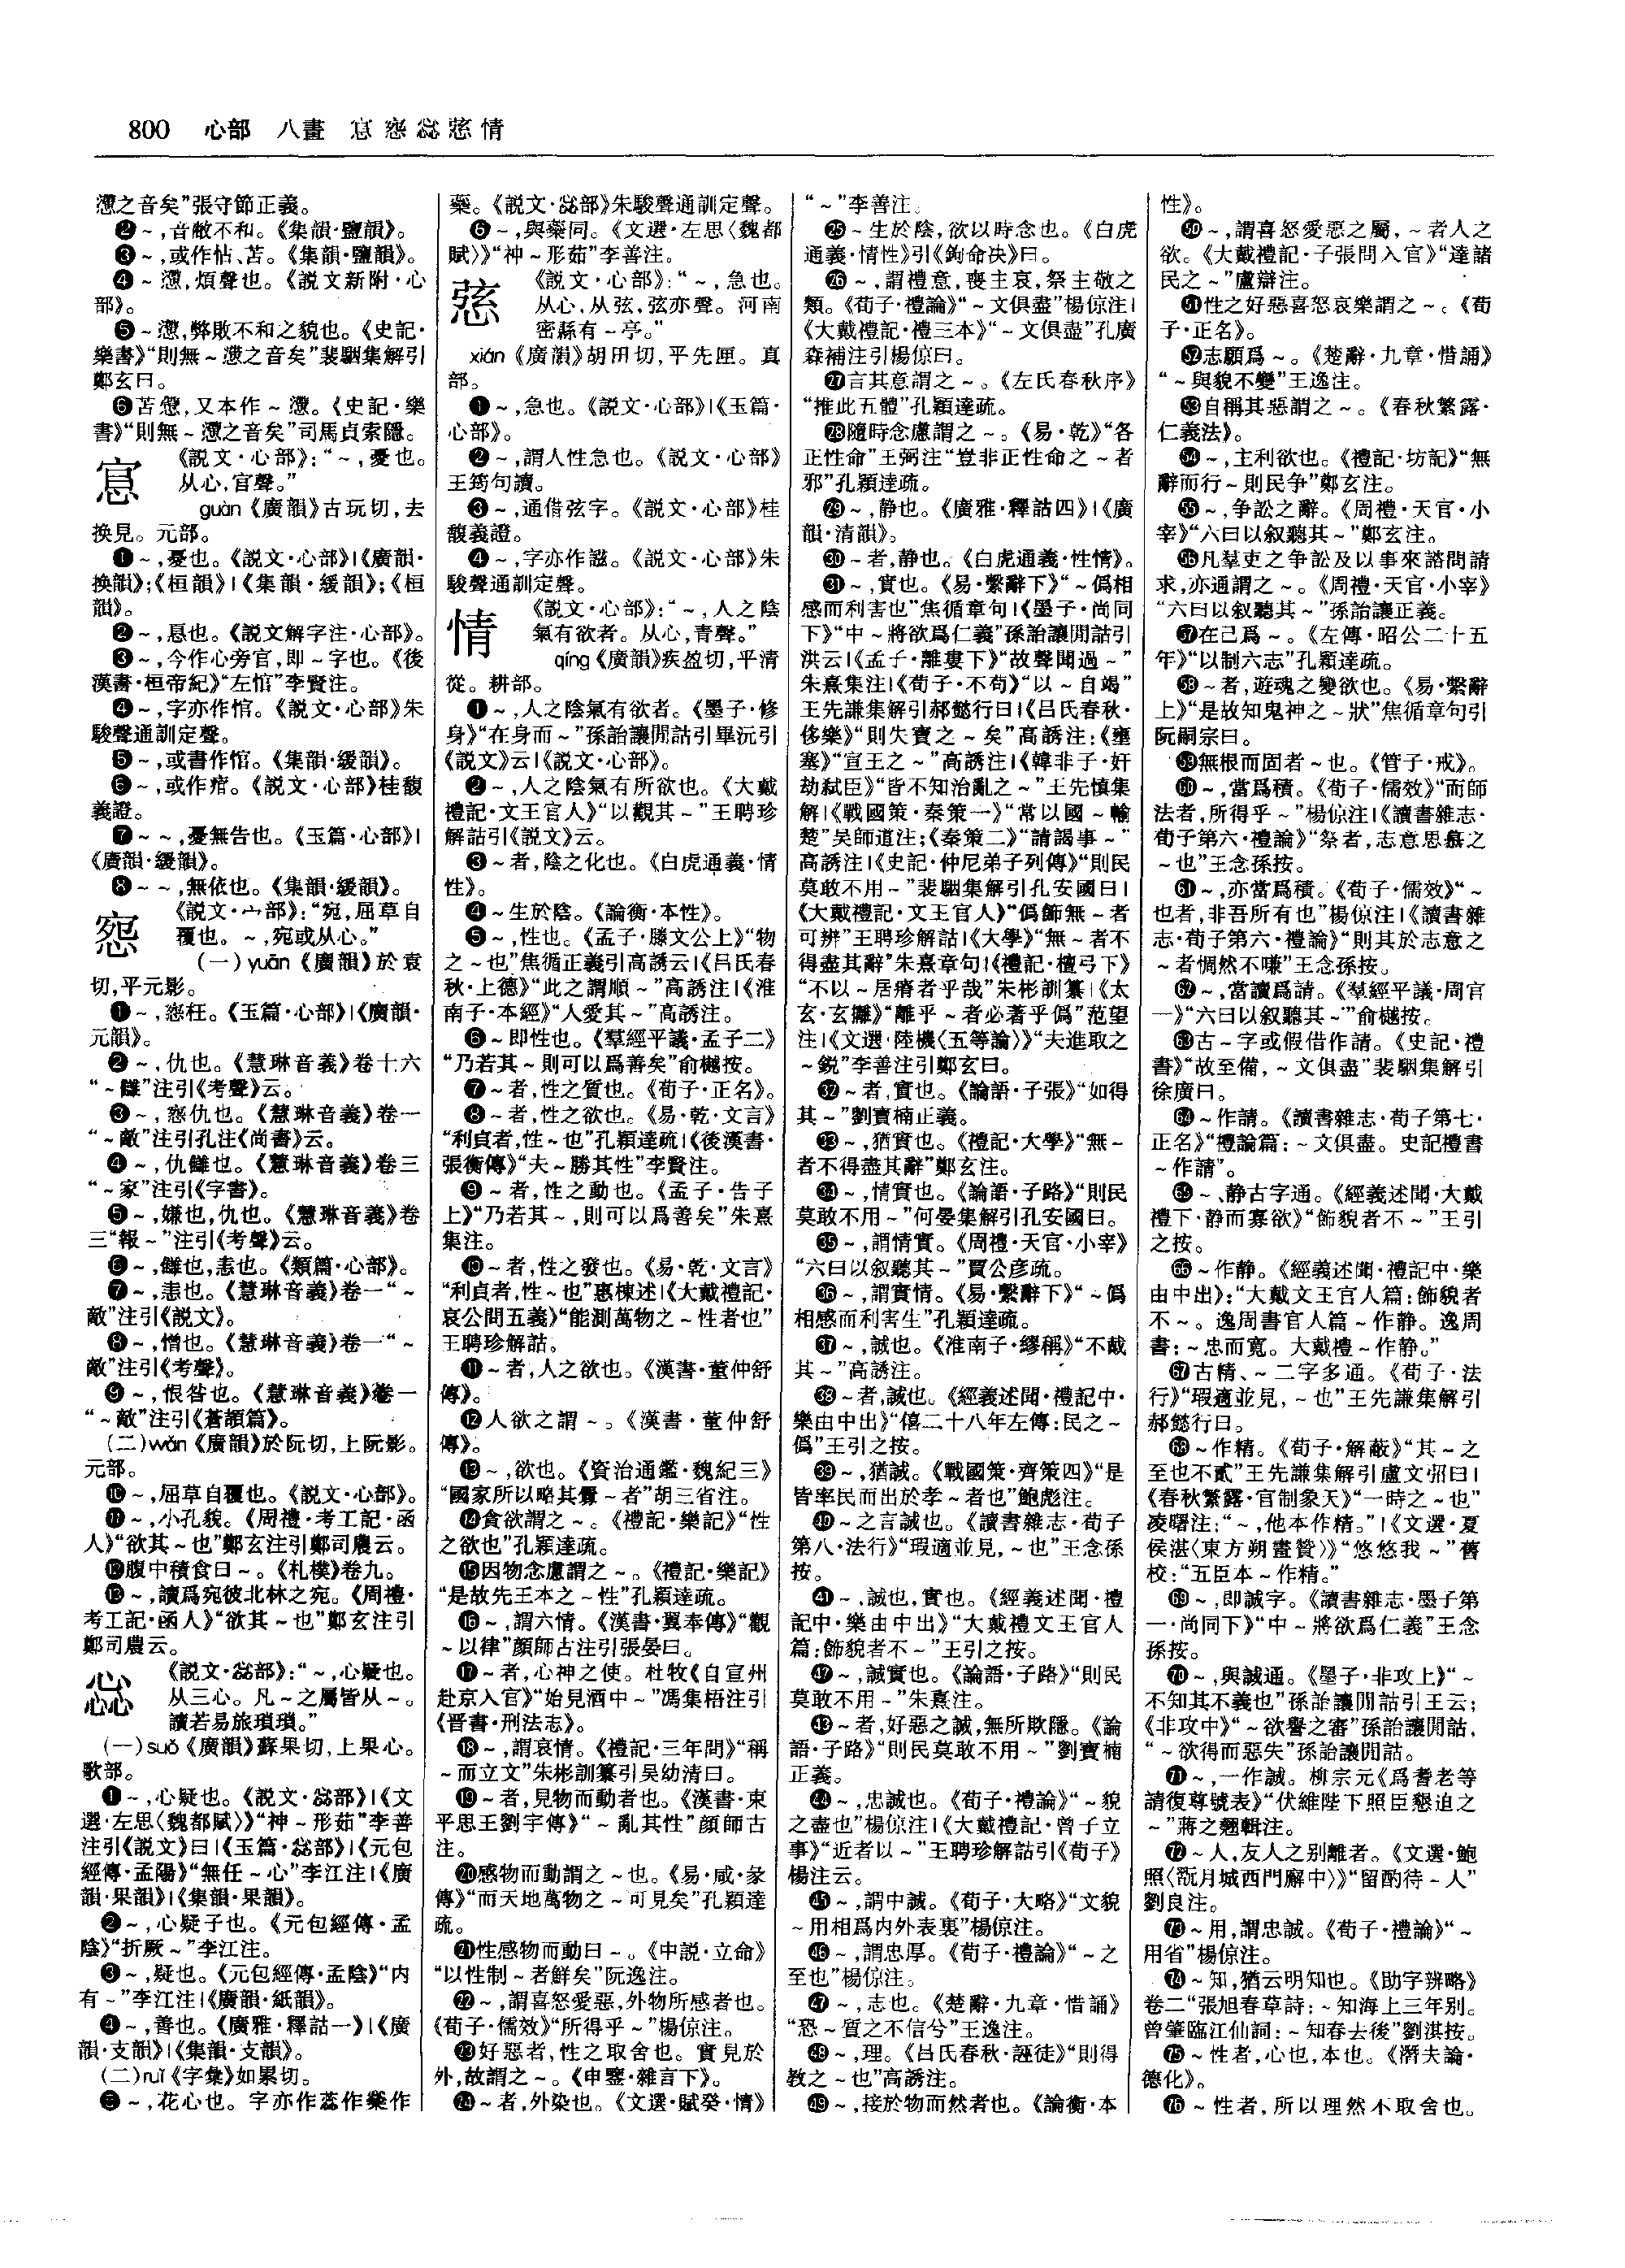 800 心部 八畫 悹惌惢慈情
懘之音矣”張守節正義。
❷～,音敝不和。《集韻·鹽韻》。
❸～,或作怗、苫。《集韻·鹽韻》。
❹～懘,煩聲也。《説文新附·心
部》。
❺～懘,弊敗不和之貌也。《史記·
樂書》“則無～懘之音矣”裴駰集解引
鄭玄曰。
❻苫懘,又本作～懘。《史記·樂
書》“則無～懘之音矣”司馬貞索隱。
悹
《説文·心部》:“～,憂也。
从心,官聲。”
guàn《廣韻》古玩切,去
换見。元部。
❶～,憂也。《説文·心部》|《廣韻·
换韻》;《桓韻》|《集韻·緩韻》;《桓
韻》。
❷～,㥑也。《説文解字注·心部》。
❸～,今作心旁官,即～字也。《後
漢書·桓帝紀》“左悺”李賢注。
❹～,字亦作悺。《説文·心部》朱
駿聲通訓定聲。
❺～,或書作悺。《集韻·緩韻》。
❻～,或作痯。《説文·心部》桂馥
義證。
❼～～,憂無告也。《玉篇·心部》|
《廣韻·緩韻》。
❽～～,無依也。《集韻·緩韻》。
惌
《説文·宀部》:“宛,屈草自
覆也。～,宛或从心。”
(一)yuān《廣韻》於袁
切,平元影。
❶～,惌枉。《玉篇·心部》|《廣韻·
元韻》。
❷～,仇也。《慧琳音義》卷十六
“～讎”注引《考聲》云。
❸～,惌仇也。《慧琳音義》卷一
“～敵”注引孔注《尚書》云。
❹～,仇讎也。《慧琳音義》卷三
“～家”注引《字書》。
❺～,嫌也,仇也。《慧琳音義》卷
三“報～”注引《考聲》云。
❻～,讎也,恚也。《類篇·心部》。
❼～,恚也。《慧琳音義》卷一“～
敵”注引《説文》。
❽～,憎也。《慧琳音義》卷一“～
敵”注引《考聲》。
❾～,恨咎也。《慧琳音義》卷一
“～敵”注引《蒼頡篇》。
(二)wǎn《廣韻》於阮切,上阮影。
元部。
❿～,屈草自覆也。《説文·心部》。
⓫～,小孔貌。《周禮·考工記·函
人》“欲其～也”鄭玄注引鄭司農云。
⓬腹中積食曰～。《札樸》卷九。
⓭～,讀爲宛彼北林之宛。《周禮·
考工記·函人》“欲其～也”鄭玄注引
鄭司農云。
惢
《説文·惢部》:“～,心疑也。
从三心。凡～之屬皆从～。
讀若易旅瑣瑣。”
(一)suǒ《廣韻》蘇果切,上果心。
歌部。
❶～,心疑也。《説文·惢部》|《文
選·左思〈魏都賦〉》“神～形茹”李善
注引《説文》曰|《玉篇·惢部》|《元包
經傳·孟陽》“無任～心”李江注|《廣
韻·果韻》|《集韻·果韻》。
❷～,心疑子也。《元包經傳·孟
陰》“折厥～”李江注。
❸～,疑也。《元包經傳·孟陰》“内
有～”李江注|《廣韻·紙韻》。
❹～,善也。《廣雅·釋詁一》|《廣
韻·支韻》|《集韻·支韻》。
(二)ruǐ《字彙》如累切。
❺～,花心也。字亦作蕊作橤作
蘂。《説文·惢部》朱駿聲通訓定聲。
❻～,與蘂同。《文選·左思〈魏都
賦〉》“神～形茹”李善注。
慈
《説文·心部》:“～,急也。
从心,从弦,弦亦聲。河南
密縣有～亭。”
xián《廣韻》胡田切,平先匣。真
部。
❶～,急也。《説文·心部》|《玉篇·
心部》。
❷～,謂人性急也。《説文·心部》
王筠句讀。
❸～,通借弦字。《説文·心部》桂
馥義證。
❹～,字亦作諡。《説文·心部》朱
駿聲通訓定聲。
情
《説文·心部》:“～,人之陰
氣有欲者。从心,青聲。”
qíng《廣韻》疾盈切,平清
從。耕部。
❶～,人之陰氣有欲者。《墨子·修
身》“在身而～”孫詒讓閒詁引畢沅引
《説文》云|《説文·心部》。
❷～,人之陰氣有所欲也。《大戴
禮記·文王官人》“以觀其～”王聘珍
解詁引《説文》云。
❸～者,陰之化也。《白虎通義·情
性》。
❹～生於陰。《論衡·本性》。
❺～,性也。《孟子·滕文公上》“物
之～也”焦循正義引高誘云|《吕氏春
秋·上德》“此之謂順～”高誘注|《淮
南子·本經》“人愛其～”高誘注。
❻～即性也。《羣經平議·孟子二》
“乃若其～則可以爲善矣”俞樾按。
❼～者,性之質也。《荀子·正名》。
❽～者,性之欲也。《易·乾·文言》
“利貞者,性～也”孔穎達疏|《後漢書·
張衡傳》“夫～勝其性”李賢注。
❾～者,性之動也。《孟子·告子
上》“乃若其～,則可以爲善矣”朱熹
集注。
❿～者,性之發也。《易·乾·文言》
“利貞者,性～也”惠棟述|《大戴禮記·
哀公問五義》“能測萬物之～性者也”
王聘珍解詁。
⓫～者,人之欲也。《漢書·董仲舒
傳》。
⓬人欲之謂～。《漢書·董仲舒
傳》。
⓭～,欲也。《資治通鑑·魏紀三》
“國家所以略其釁～者”胡三省注。
⓮貪欲謂之～。《禮記·樂記》“性
之欲也”孔穎達疏。
⓯因物念慮謂之～。《禮記·樂記》
“是故先王本之～性”孔穎達疏。
⓰～,謂六情。《漢書·翼奉傳》“觀
～以律”顔師古注引張晏曰。
⓱～者,心神之使。杜牧《自宣州
赴京入官》“始見酒中～”馮集梧注引
《晋書·刑法志》。
⓲～,謂哀情。《禮記·三年問》“稱
～而立文”朱彬訓纂引吴幼清曰。
⓳～者,見物而動者也。《漢書·東
平思王劉宇傳》“～亂其性”顔師古
注。
⓴感物而動謂之～也。《易·咸·彖
傳》“而天地萬物之～可見矣”孔穎達
疏。
㉑性感物而動曰～。《中説·立命》
“以性制～者鮮矣”阮逸注。
㉒～,謂喜怒愛惡,外物所感者也。
《荀子·儒效》“所得乎～”楊倞注。
㉓好惡者,性之取舍也。實見於
外,故謂之～。《申鑒·雜言下》。
㉔～者,外染也。《文選·賦癸·情》
“～”李善注。
㉕～生於陰,欲以時念也。《白虎
通義·情性》引《鉤命决》曰。
㉖～,謂禮意,喪主哀,祭主敬之
類。《荀子·禮論》“～文俱盡”楊倞注|
《大戴禮記·禮三本》“～文俱盡”孔廣
森補注引楊倞曰。
㉗言其意謂之～。《左氏春秋序》
“推此五體”孔穎達疏。
㉘隨時念慮謂之～。《易·乾》“各
正性命”王弼注“豈非正性命之～者
邪”孔穎達疏。
㉙～,静也。《廣雅·釋詁四》|《廣
韻·清韻》。
㉚～者,静也。《白虎通義·性情》。
㉛～,實也。《易·繫辭下》“～僞相
感而利害也”焦循章句|《墨子·尚同
下》“中～將欲爲仁義”孫詒讓閒詁引
洪云|《孟子·離婁下》“故聲聞過～”
朱熹集注|《荀子·不苟》“以～自竭”
王先謙集解引郝懿行曰|《吕氏春秋·
侈樂》“則失寶之～矣”高誘注;《壅
塞》“宣王之～”高誘注|《韓非子·奸
劫弑臣》“皆不知治亂之～”王先慎集
解|《戰國策·秦策一》“常以國～輸
楚”吴師道注;《秦策二》“請謁事～”
高誘注|《史記·仲尼弟子列傳》“則民
莫敢不用～”裴駰集解引孔安國曰|
《大戴禮記·文王官人》“僞飾無～者
可辨”王聘珍解詁|《大學》“無～者不
得盡其辭”朱熹章句|《禮記·檀弓下》
“不以～居瘠者乎哉”朱彬訓纂|《太
玄·玄攡》“離乎～者必著乎僞”范望
注|《文選·陸機〈五等論〉》“夫進取之
～鋭”李善注引鄭玄曰。
㉜～者,實也。《論語·子張》“如得
其～”劉寶楠正義。
㉝～,猶實也。《禮記·大學》“無～
者不得盡其辭”鄭玄注。
㉞～,情實也。《論語·子路》“則民
莫敢不用～”何晏集解引孔安國曰。
㉟～,謂情實。《周禮·天官·小宰》
“六曰以叙聽其～”賈公彦疏。
㊱～,謂實情。《易·繫辭下》“～僞
相感而利害生”孔穎達疏。
㊲～,誠也。《淮南子·繆稱》“不戴
其～”高誘注。
㊳～者,誠也。《經義述聞·禮記中·
樂由中出》“僖二十八年左傳:民之～
僞”王引之按。
㊴～,猶誠。《戰國策·齊策四》“是
皆率民而出於孝～者也”鮑彪注。
㊵～之言誠也。《讀書雜志·荀子
第八·法行》“瑕適並見,～也”王念孫
按。
㊶～,誠也,實也。《經義述聞·禮
記中·樂由中出》“大戴禮文王官人
篇:飾貌者不～”王引之按。
㊷～,誠實也。《論語·子路》“則民
莫敢不用～”朱熹注。
㊸～者,好惡之誠,無所欺隱。《論
語·子路》“則民莫敢不用～”劉寶楠
正義。
㊹～,忠誠也。《荀子·禮論》“～貌
之盡也”楊倞注|《大戴禮記·曾子立
事》“近者以～”王聘珍解詁引《荀子》
楊注云。
㊺～,謂中誠。《荀子·大略》“文貌
～用相爲内外表裏”楊倞注。
㊻～,謂忠厚。《荀子·禮論》“～之
至也”楊倞注。
㊼～,志也。《楚辭·九章·惜誦》
“恐～質之不信兮”王逸注。
㊽～,理。《吕氏春秋·誣徒》“則得
教之～也”高誘注。
㊾～,接於物而然者也。《論衡·本
性》。
㊿～,謂喜怒愛惡之屬,～者人之
欲。《大戴禮記·子張問入官》“達諸
民之～”盧辯注。
51性之好惡喜怒哀樂謂之～。《荀
子·正名》。
52志願爲～。《楚辭·九章·惜誦》
“～與貌不變”王逸注。
53自稱其惡謂之～。《春秋繁露·
仁義法》。
54～,主利欲也。《禮記·坊記》“無
辭而行～則民争”鄭玄注。
55～,争訟之辭。《周禮·天官·小
宰》“六曰以叙聽其～”鄭玄注。
56凡羣吏之争訟及以事來諮問請
求,亦通謂之～。《周禮·天官·小宰》
“六曰以叙聽其～”孫詒讓正義。
57在己爲～。《左傳·昭公二十五
年》“以制六志”孔穎達疏。
58～者,遊魂之變欲也。《易·繫辭
上》“是故知鬼神之～狀”焦循章句引
阮嗣宗曰。
59無根而固者～也。《管子·戒》。
60～,當爲積。《荀子·儒效》“而師
法者,所得乎～”楊倞注|《讀書雜志·
荀子第六·禮論》“祭者,志意思慕之
～也”王念孫按。
61～,亦當爲積。《荀子·儒效》“～
也者,非吾所有也”楊倞注|《讀書雜
志·荀子第六·禮論》“則其於志意之
～者惆然不嗛”王念孫按。
62～,當讀爲請。《羣經平議·周官
一》“六曰以叙聽其～”俞樾按。
63古～字或假借作請。《史記·禮
書》“故至備,～文俱盡”裴駰集解引
徐廣曰。
64～作請。《讀書雜志·荀子第七·
正名》“禮論篇:～文俱盡。史記禮書
～作請”。
65～、静古字通。《經義述聞·大戴
禮下·静而寡欲》“飾貌者不～”王引
之按。
66～作静。《經義述聞·禮記中·樂
由中出》:“大戴文王官人篇:飾貌者
不～。逸周書官人篇～作静。逸周
書:～忠而寬。大戴禮～作静。”
67古精、～二字多通。《荀子·法
行》“瑕適並見,～也”王先謙集解引
郝懿行曰。
68～作精。《荀子·解蔽》“其～之
至也不貳”王先謙集解引盧文弨曰|
《春秋繁露·官制象天》“一時之～也”
凌曙注:“～,他本作精。”|《文選·夏
侯湛〈東方朔畫贊〉》“悠悠我～”舊
校:“五臣本～作精。”
69～,即誠字。《讀書雜志·墨子第
一·尚同下》“中～將欲爲仁義”王念
孫按。
70～,與誠通。《墨子·非攻上》“～
不知其不義也”孫詒讓閒詁引王云;
《非攻中》“～欲譽之審”孫詒讓閒詁,
“～欲得而惡失”孫詒讓閒詁。
71～,一作誠。柳宗元《爲耆老等
請復尊號表》“伏維陛下照臣懇迫之
～”蔣之翹輯注。
72～人,友人之别離者。《文選·鮑
照〈翫月城西門廨中〉》“留酌待～人”
劉良注。
73～用,謂忠誠。《荀子·禮論》“～
用省”楊倞注。
74～知,猶云明知也。《助字辨略》
卷二“張旭春草詩:～知海上三年别。
曾肇臨江仙詞:～知春去後”劉淇按。
75～性者,心也,本也。《潛夫論·
德化》。
76～性者,所以理然不取舍也。